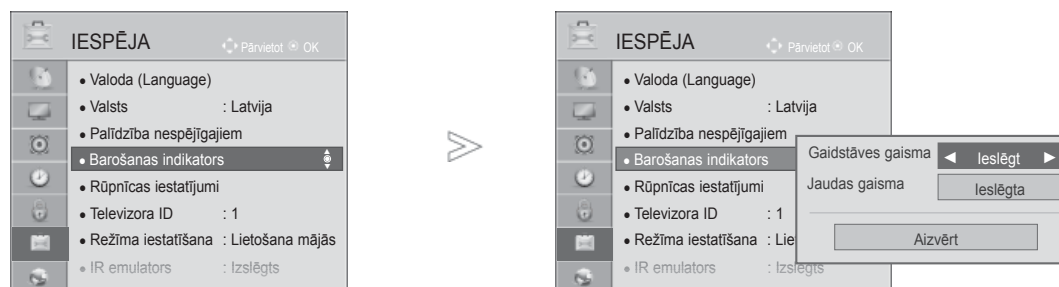 IESPĒJA
Pārvietot OK
• Valoda (Language)
• Valsts : Latvija
• Palīdzība nespējīgajiem
• Barošanas indikators
• Rūpnīcas iestatījumi
• Televizora ID : 1
• Režīma iestatīšana : Lietošana mājās
• IR emulators : Izslēgts
IESPĒJA
Pārvietot OK
• Valoda (Language)
• Valsts : Latvija
• Palīdzība nespējīgajiem
• Barošanas indikators
• Rūpnīcas iestatījumi
• Televizora ID : 1
• Režīma iestatīšana : Lie
• IR emulators : Izslēgts
Gaidstāves gaisma ◀ Ieslēgt ▶
Jaudas gaisma Ieslēgta
Aizvērt